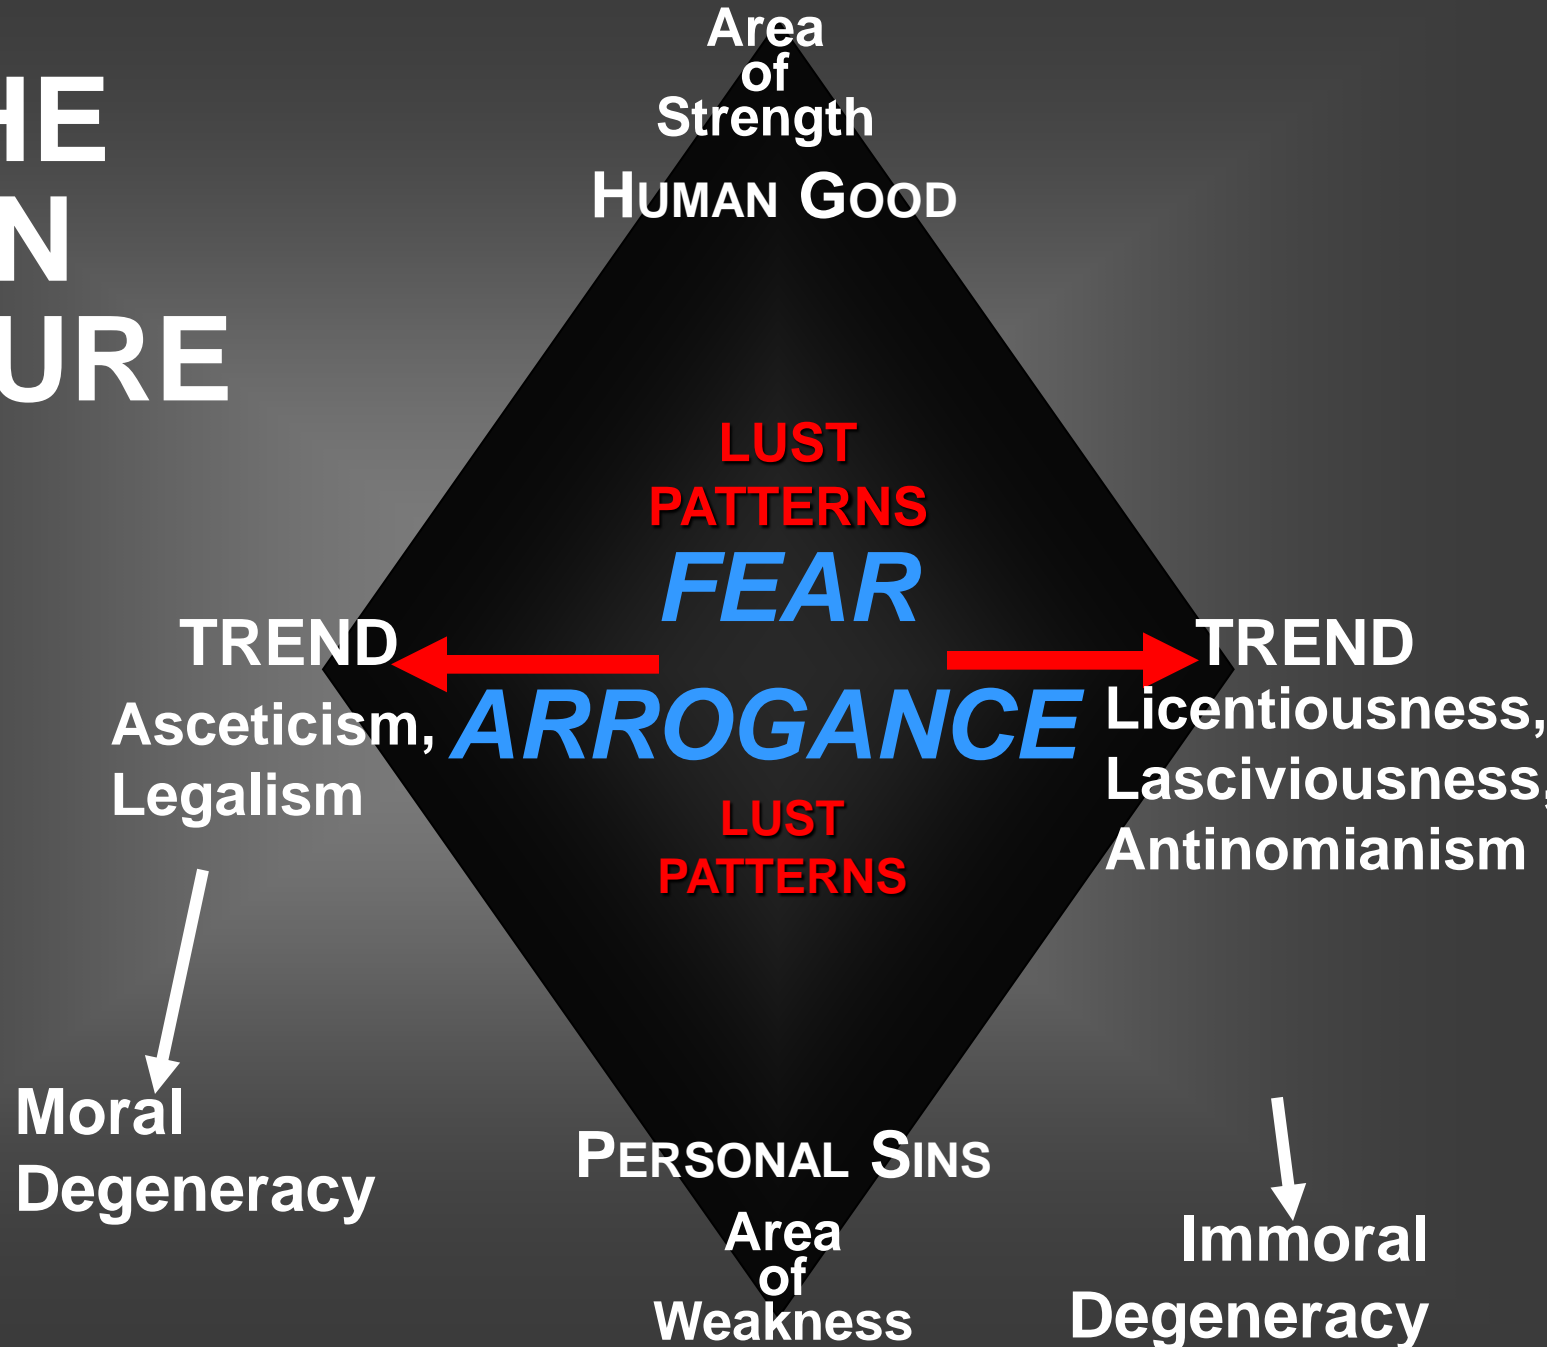 HE
N
URE
Area
of
Strength
HUMAN GOOD
LUST
PATTERNS
FEAR
TREND
TREND
ARROGANCE
Asceticism,
Legalism
Licentiousness,
Lasciviousness,
Antinomianism
LUST
PATTERNS
Moral
Degeneracy
PERSONAL SINS
Area
of
Weakness
Immoral
Degeneracy